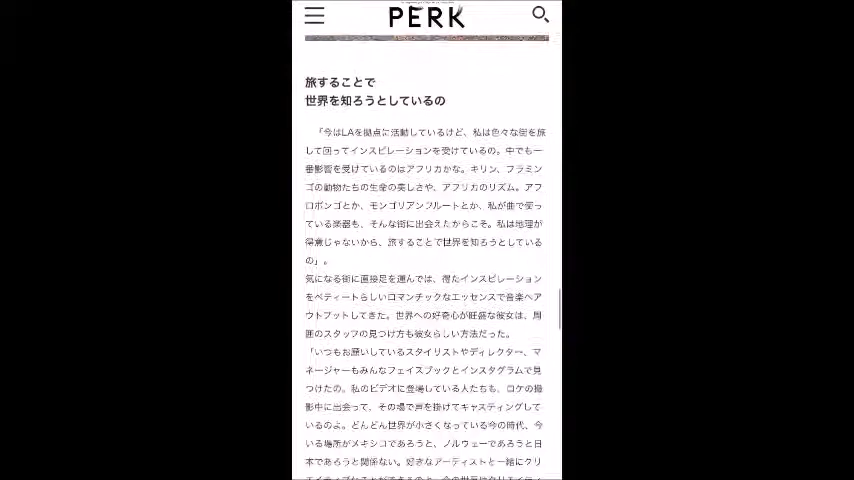 PERK
旅することで
世界を知ろうとしているの
「今はLAを拠点に活動しているけど、私は色々な街を旅
して回ってインスピレーションを受けているの。中でも一
番影響を受けているのはアフリカかな。キリン、フラミン
ゴの動物たちの生命の美しさや、アフリカのリズム。アフ
ロボンゴとか、モンゴリアンフルートとか、私が曲で使っ
ている楽器も、そんな街に出会えたからこそ。私は地理が
得意じゃないから、旅することで世界を知ろうとしている
の」。
気になる街に直接足を運んでは、得たインスピレーション
をペティートらしいロマンチックなエッセンスで音楽へア
ウトプットしてきた。世界への好奇心が旺盛な彼女は、周
囲のスタッフの見つけ方も彼女らしい方法だった。
「いつもお願いしているスタイリストやディレクター、マ
ネージャーもみんなフェイスブックとインスタグラムで見
つけたの。私のビデオに登場している人たちも、ロケの撮
影中に出会って、その場で声を掛けてキャスティングして
いるのよ。どんどん世界が小さくなっている今の時代、今
いる場所がメキシコであろうと、ノルウェーであろうと日
本であろうと関係ない。好きなアーティストと一緒にクリ